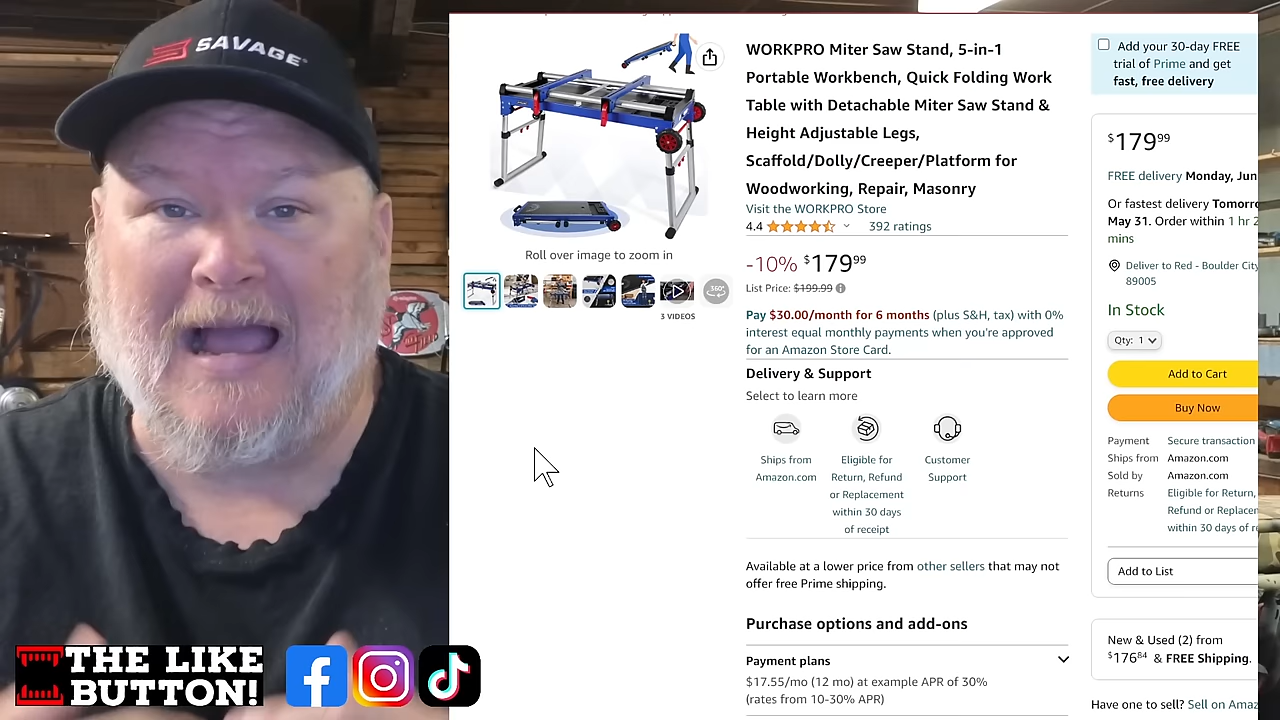 SAVAGE
WORKPRO Miter Saw Stand, 5-in-1
Portable Workbench, Quick Folding Work
Table with Detachable Miter Saw Stand &
Height Adjustable Legs,
Scaffold/Dolly/Creeper/Platform for
Woodworking, Repair, Masonry
Visit the WORKPRO Store
4.4
392 ratings
-10% $179.99
List Price: $199.99
Pay $30.00/month for 6 months (plus S&H, tax) with 0%
interest equal monthly payments when you're approved
for an Amazon Store Card.
Delivery & Support
Select to learn more
Ships from
Amazon.com
Eligible for
Return, Refund
or Replacement
within 30 days
of receipt
Customer
Support
Available at a lower price from other sellers that may not
offer free Prime shipping.
Purchase options and add-ons
Payment plans
$17.55/mo (12 mo) at example APR of 30%
(rates from 10-30% APR)
Roll over image to zoom in
3 VIDEOS
360°
Add your 30-day FREE
trial of Prime and get
fast, free delivery
$179.99
FREE delivery Monday, Jun
Or fastest delivery Tomorro
May 31. Order within 1 hr 2
mins
Deliver to Red - Boulder City
89005
In Stock
Qty: 1
Add to Cart
Buy Now
Payment Secure transaction
Ships from Amazon.com
Sold by Amazon.com
Returns Eligible for Return,
Refund or Replacem
within 30 days of re
Add to List
New & Used (2) from
$176.84 & FREE Shipping.
Have one to sell? Sell on Amaz
THE LIKE
BUTTON!